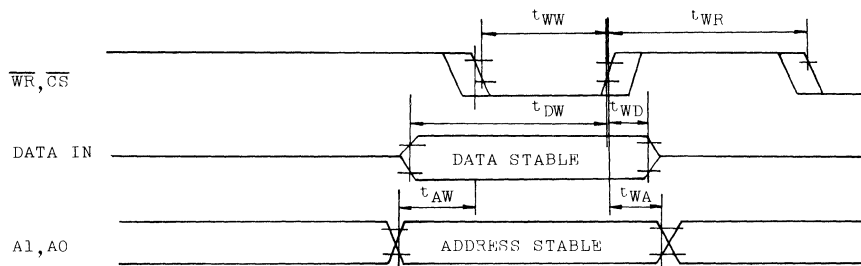 tWW
tWR
WR,CS
tDW
tWD
DATA IN
DATA STABLE
tAW
tWA
A1,A0
ADDRESS STABLE